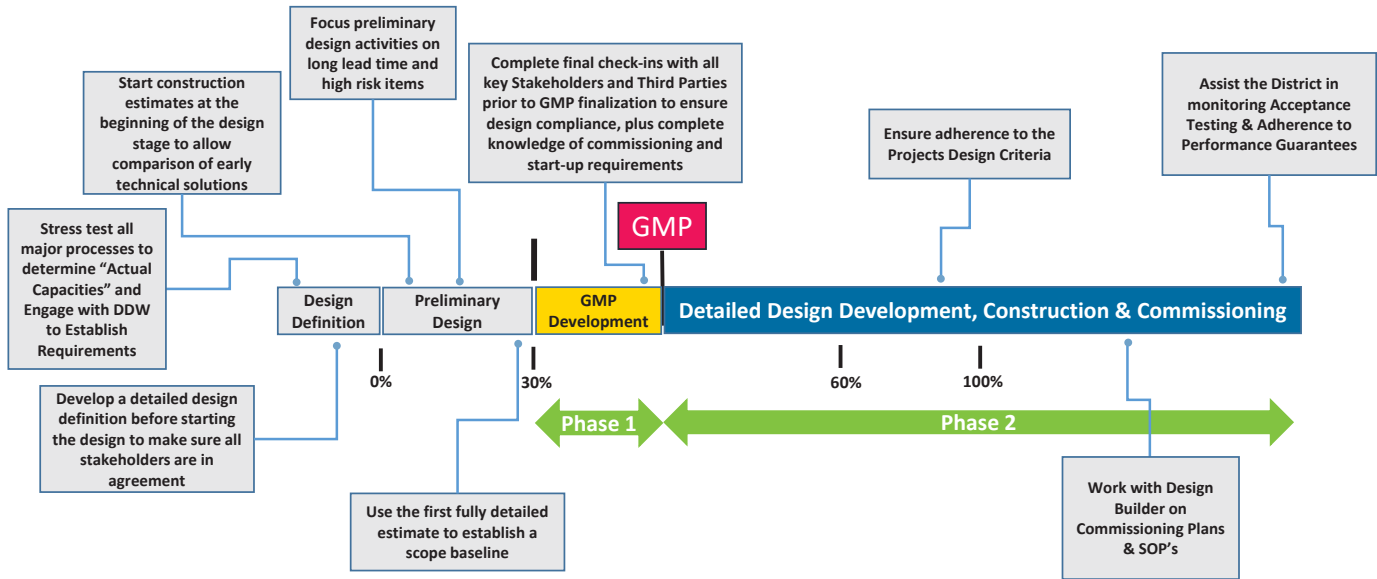 Focus preliminary
design activities on
long lead time and
high risk items
Complete final check-ins with all
key Stakeholders and Third Parties
prior to GMP finalization to ensure
design compliance, plus complete
knowledge of commissioning and
start-up requirements
Assist the District in
monitoring Acceptance
Testing & Adherence to
Performance Guarantees
Start construction
estimates at the
beginning of the design
stage to allow
comparison of early
technical solutions
Ensure adherence to the
Projects Design Criteria
Stress test all
major processes to
determine “Actual
Capacities” and
Engage with DDW
to Establish
Requirements
GMP
Design
Definition
Preliminary
Design
GMP
Development
Detailed Design Development, Construction & Commissioning
0%
30%
60%
100%
Phase 1
Phase 2
Develop a detailed design
definition before starting
the design to make sure all
stakeholders are in
agreement
Use the first fully detailed
estimate to establish a
scope baseline
Work with Design
Builder on
Commissioning Plans
& SOP's